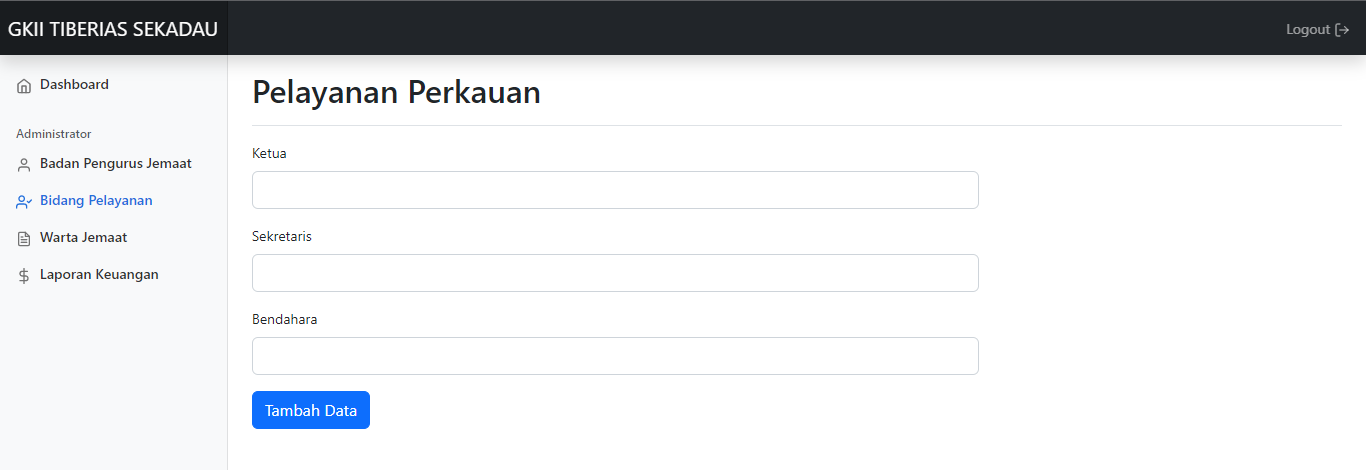 GKII TIBERIAS SEKADAU
Logout
Dashboard
Administrator
Badan Pengurus Jemaat
Bidang Pelayanan
Warta Jemaat
Laporan Keuangan
Pelayanan Perkauan
Ketua
Sekretaris
Bendahara
Tambah Data